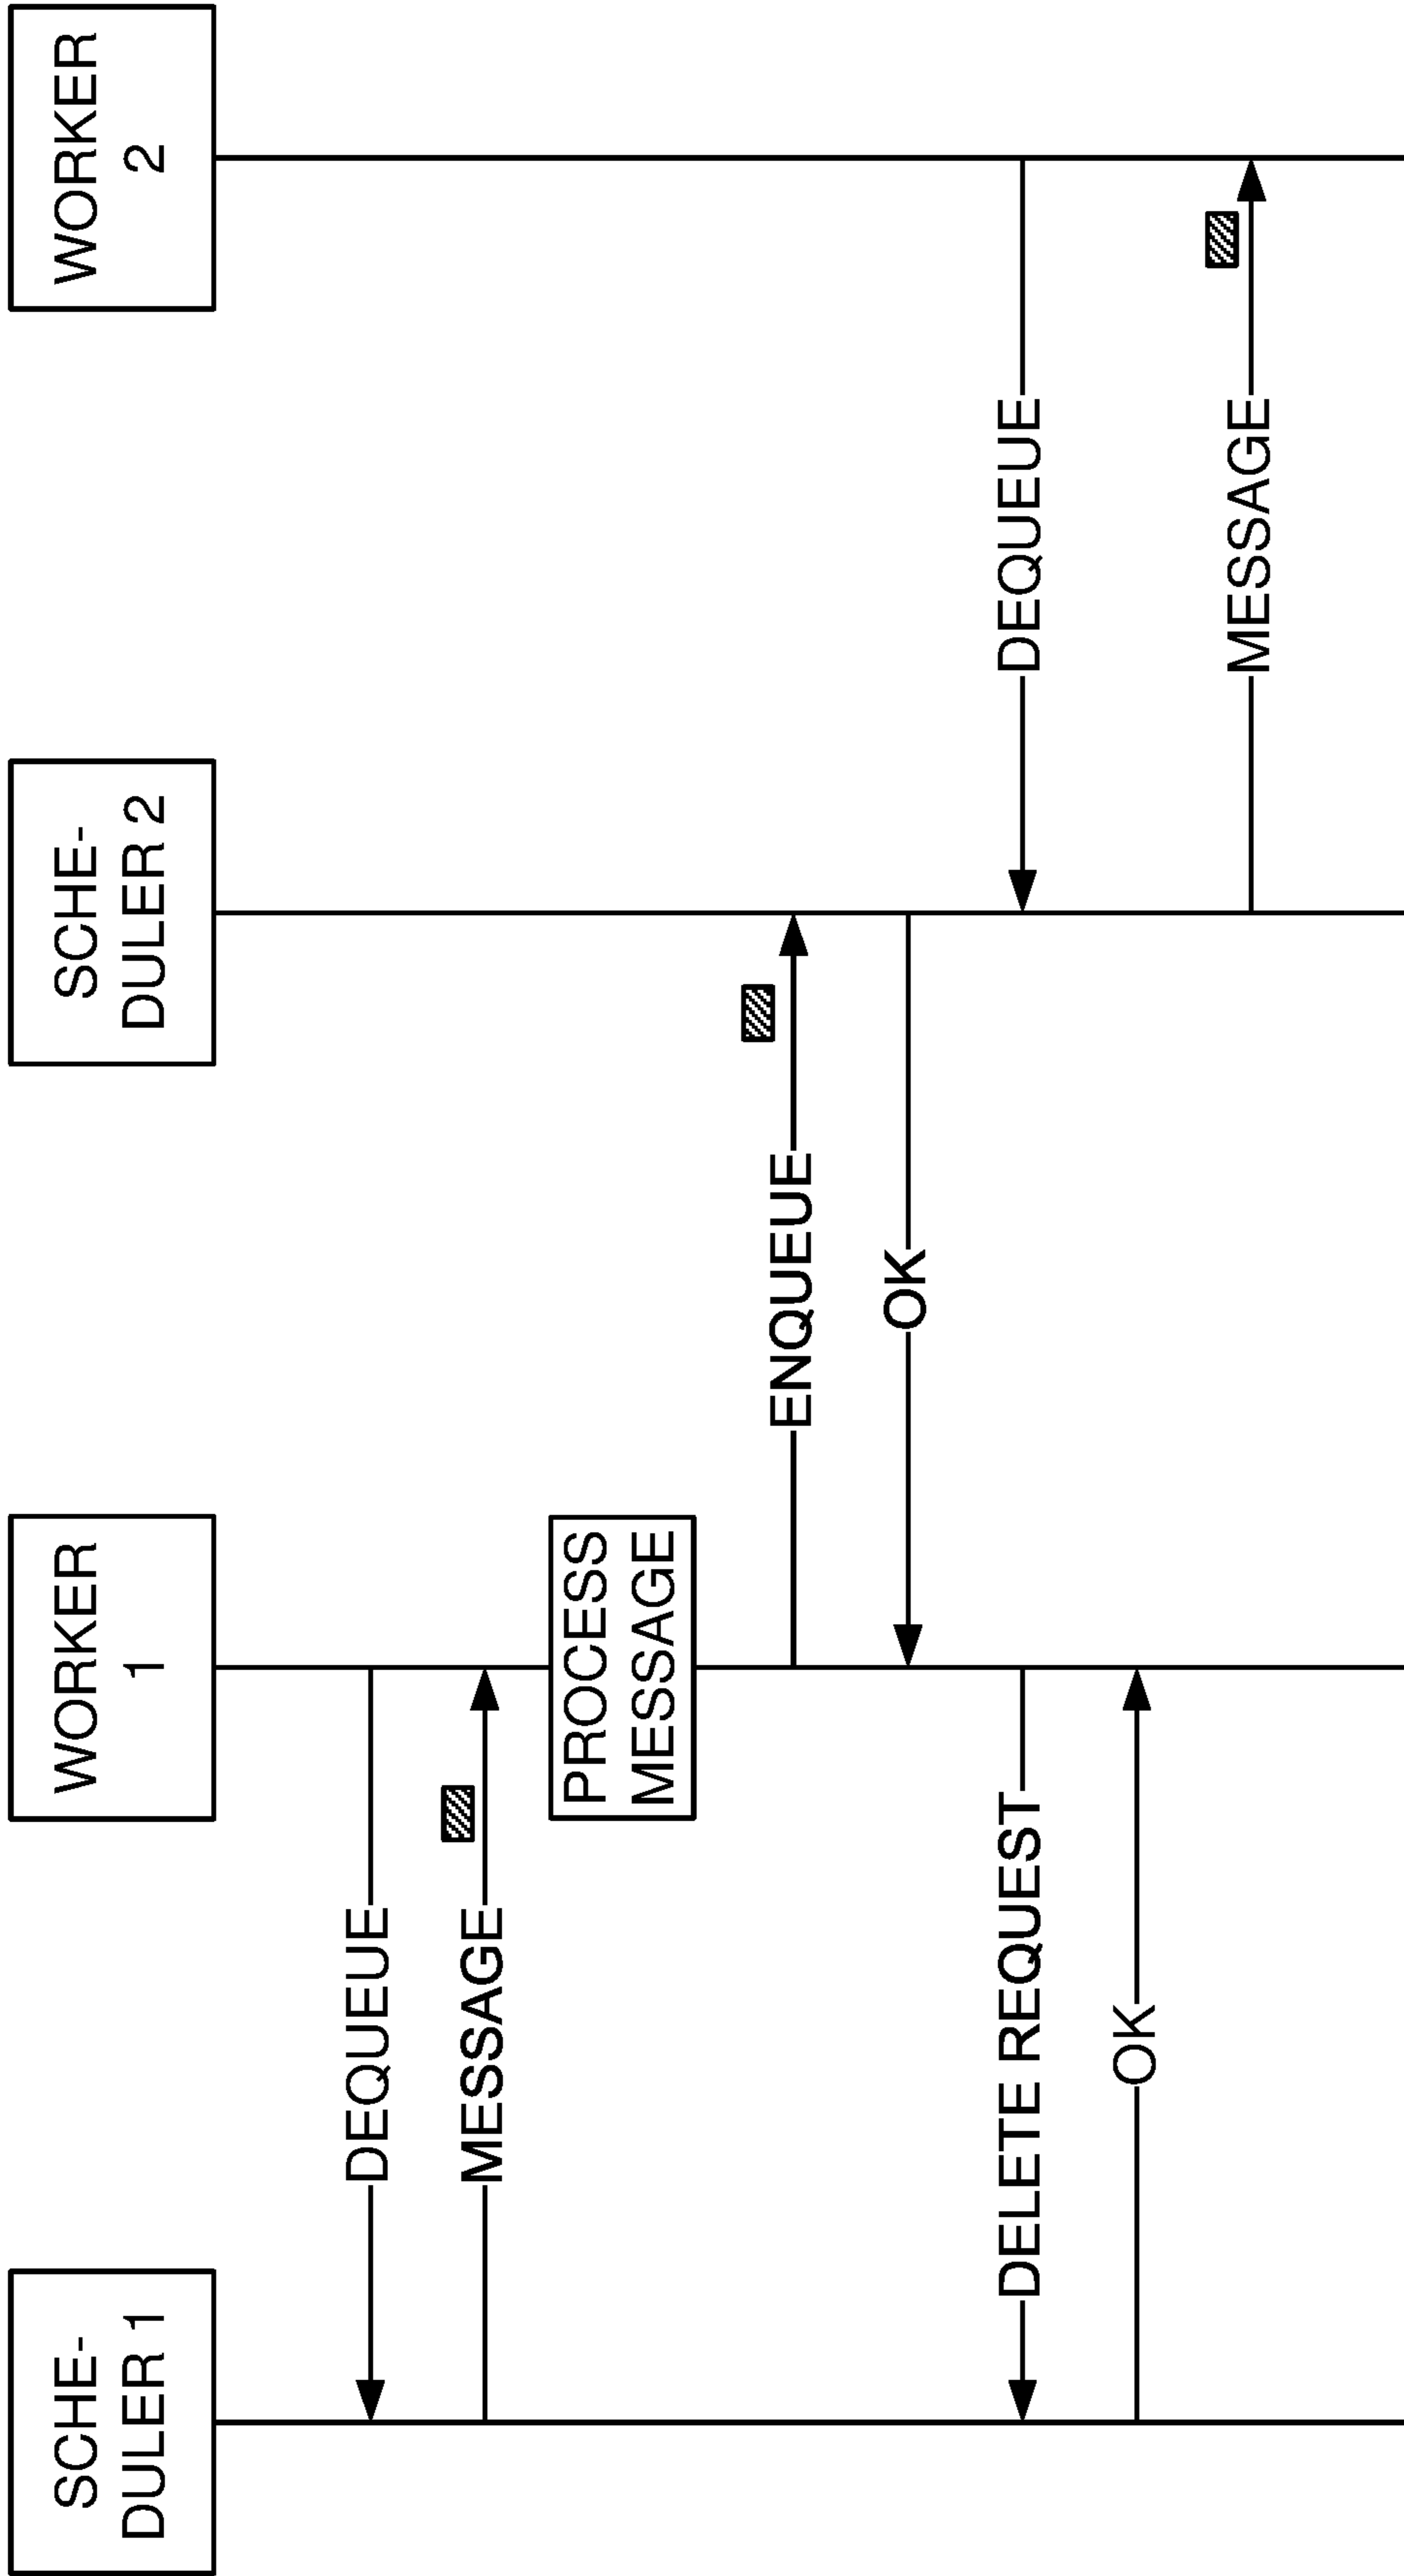 SCHE-
DULER 1
WORKER
1
SCHE-
DULER 2
WORKER
2
DEQUEUE
MESSAGE
PROCESS
MESSAGE
ENQUEUE
OK
DELETE REQUEST
DEQUEUE
OK
MESSAGE